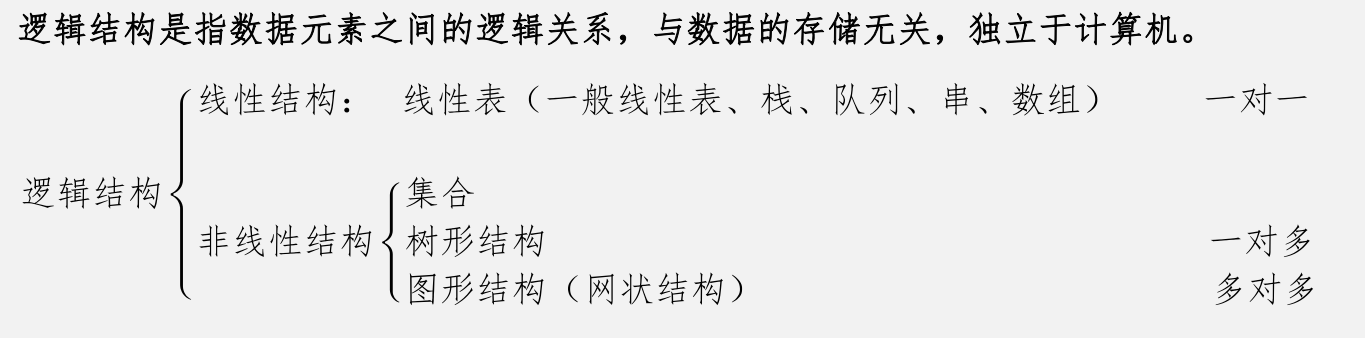 逻辑结构是指数据元素之间的逻辑关系，与数据的存储无关，独立于计算机。
线性结构： 线性表（一般线性表、栈、队列、串、数组） 一对一
逻辑结构
集合
非线性结构 树形结构 一对多
图形结构（网状结构） 多对多